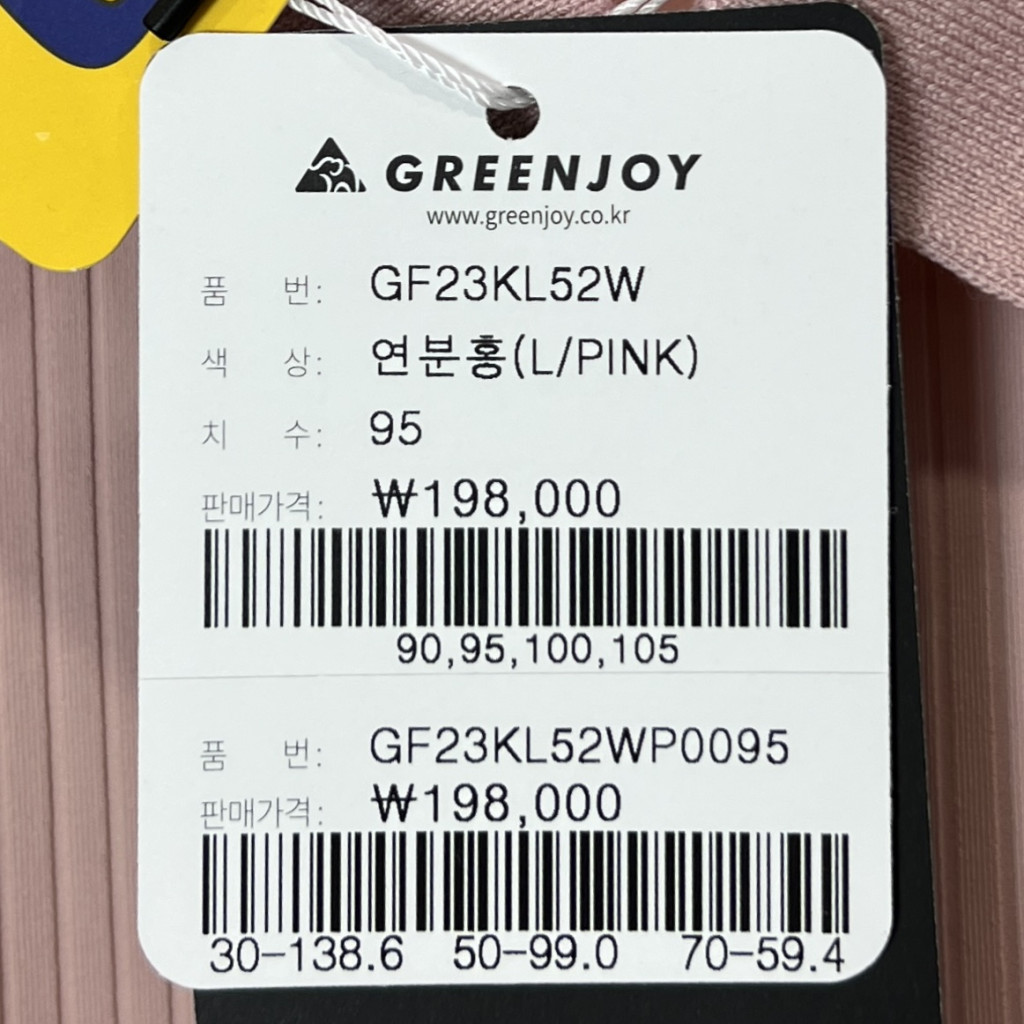 GREENJOY
www.greenjoy.co.kr
품 번: GF23KL52W
색 상: 연분홍(L/PINK)
치 수: 95
판매가격: ₩198,000
90,95,100,105
품 번: GF23KL52WP0095
판매가격: ₩198,000
30-138.6 50-99.0 70-59.4